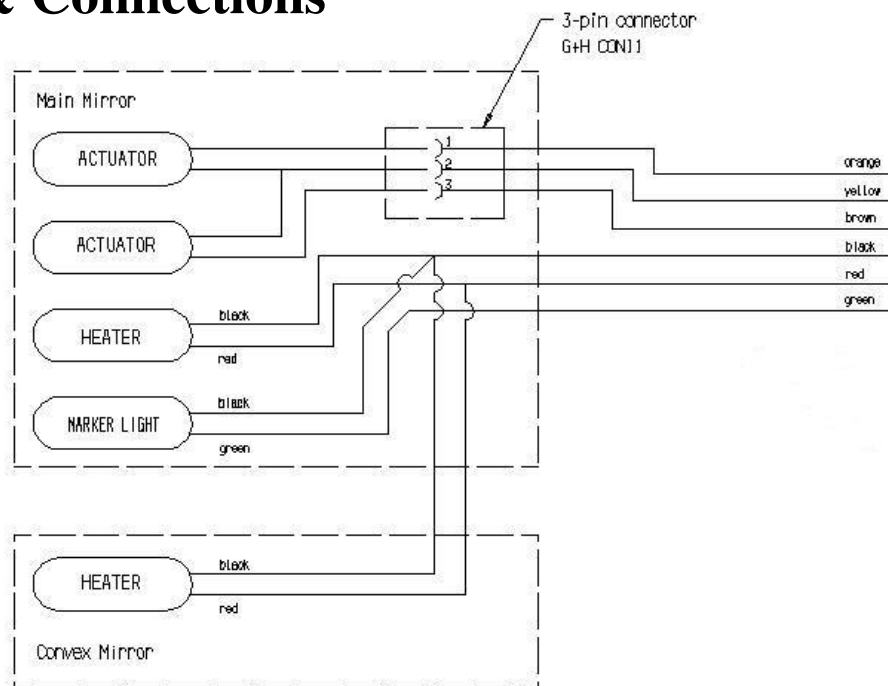 & Connections
3-pin connector
G+H CON11
Main Mirror
ACTUATOR
1
2
3
orange
yellow
brown
black
red
green
ACTUATOR
HEATER
black
red
MARKER LIGHT
black
green
HEATER
black
red
Convex Mirror